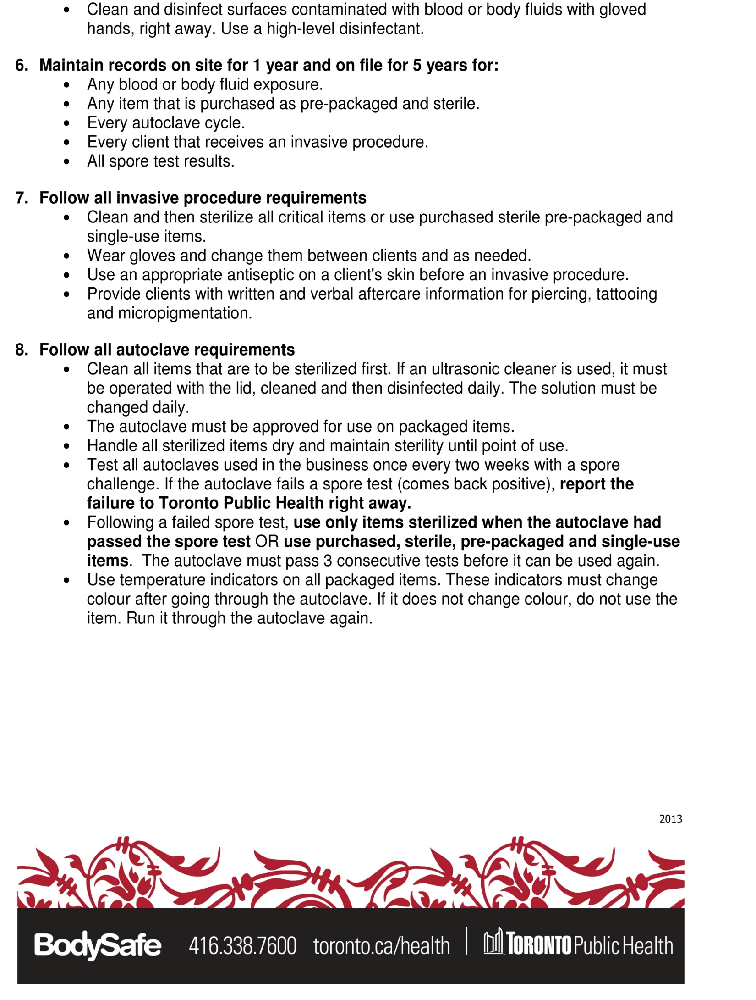 • Clean and disinfect surfaces contaminated with blood or body fluids with gloved
hands, right away. Use a high-level disinfectant.
6. Maintain records on site for 1 year and on file for 5 years for:
• Any blood or body fluid exposure.
• Any item that is purchased as pre-packaged and sterile.
• Every autoclave cycle.
• Every client that receives an invasive procedure.
• All spore test results.
7. Follow all invasive procedure requirements
• Clean and then sterilize all critical items or use purchased sterile pre-packaged and
single-use items.
• Wear gloves and change them between clients and as needed.
• Use an appropriate antiseptic on a client's skin before an invasive procedure.
• Provide clients with written and verbal aftercare information for piercing, tattooing
and micropigmentation.
8. Follow all autoclave requirements
• Clean all items that are to be sterilized first. If an ultrasonic cleaner is used, it must
be operated with the lid, cleaned and then disinfected daily. The solution must be
changed daily.
• The autoclave must be approved for use on packaged items.
• Handle all sterilized items dry and maintain sterility until point of use.
• Test all autoclaves used in the business once every two weeks with a spore
challenge. If the autoclave fails a spore test (comes back positive), report the
failure to Toronto Public Health right away.
• Following a failed spore test, use only items sterilized when the autoclave had
passed the spore test OR use purchased, sterile, pre-packaged and single-use
items.  The autoclave must pass 3 consecutive tests before it can be used again.
• Use temperature indicators on all packaged items. These indicators must change
colour after going through the autoclave. If it does not change colour, do not use the
item. Run it through the autoclave again.
2013
BodySafe 416.338.7600 toronto.ca/health | TORONTO Public Health